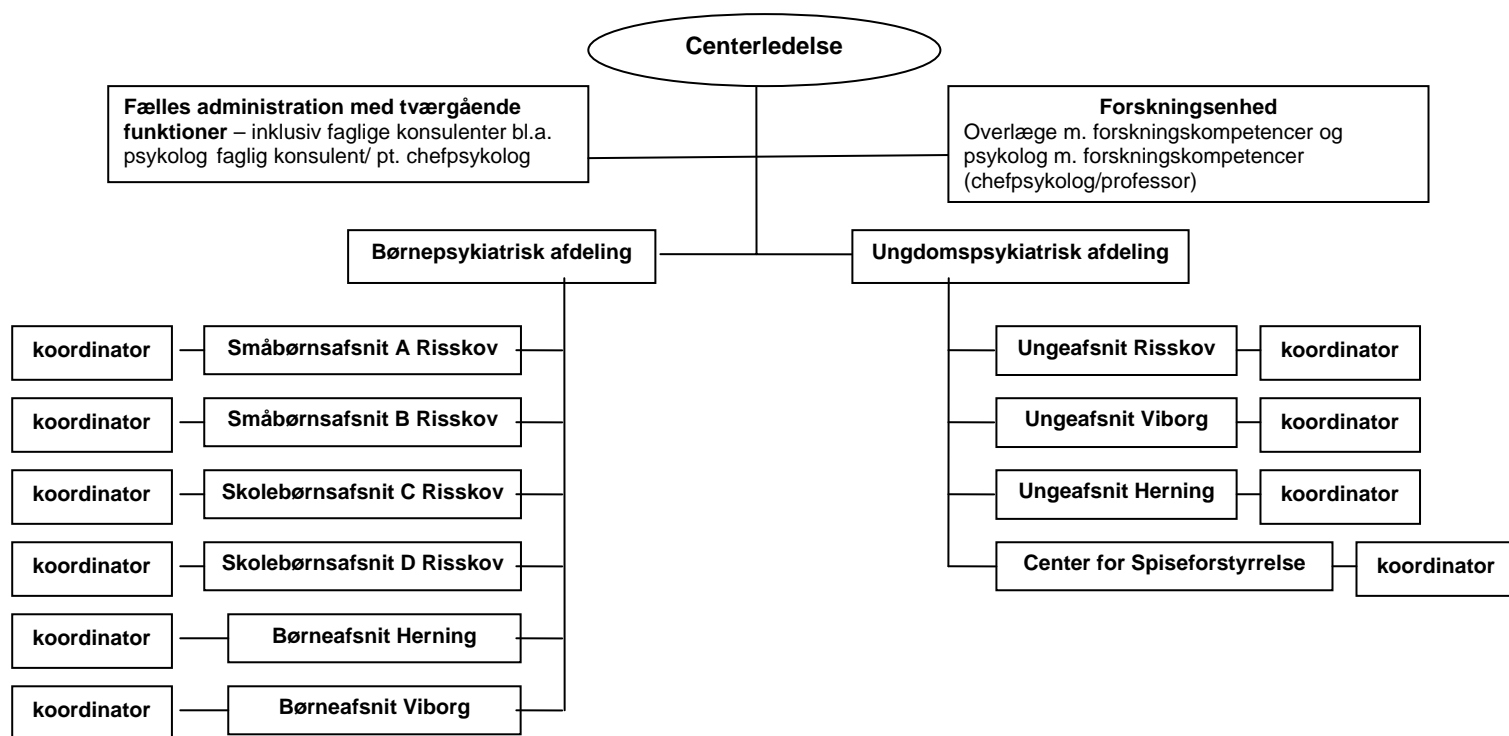 Centerledelse
Fælles administration med tværgående
funktioner – inklusiv faglige konsulenter bl.a.
psykolog faglig konsulent/ pt. chefpsykolog
Forskningsenhed
Overlæge m. forskningskompetencer og
psykolog m. forskningskompetencer
(chefpsykolog/professor)
Børnepsykiatrisk afdeling
Ungdomspsykiatrisk afdeling
koordinator
Småbørnsafsnit A Risskov
koordinator
Småbørnsafsnit B Risskov
koordinator
Skolebørnsafsnit C Risskov
koordinator
Skolebørnsafsnit D Risskov
koordinator
Børneafsnit Herning
koordinator
Børneafsnit Viborg
Ungeafsnit Risskov
koordinator
Ungeafsnit Viborg
koordinator
Ungeafsnit Herning
koordinator
Center for Spiseforstyrrelse
koordinator